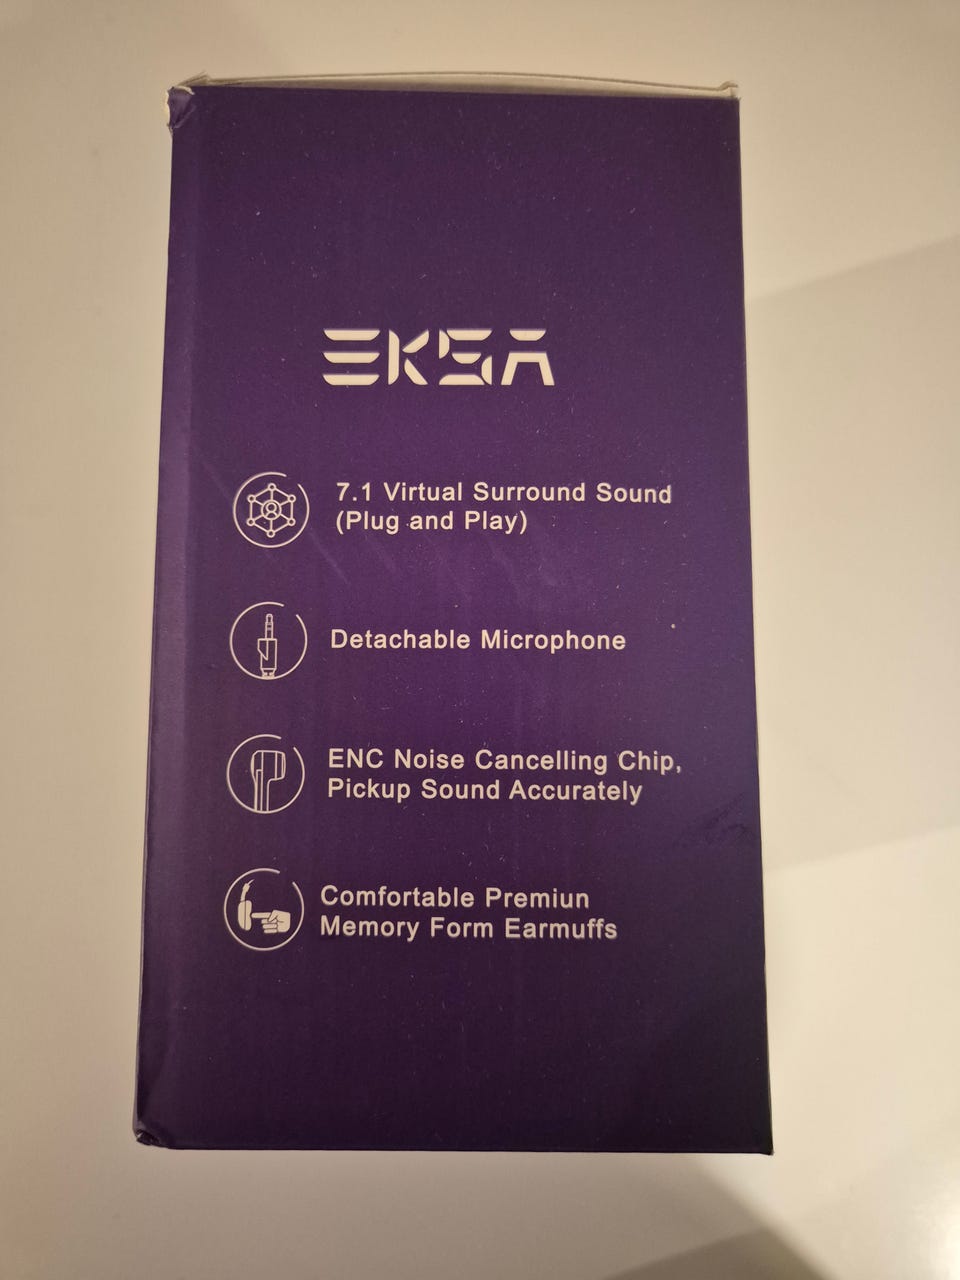 EKSA
7.1 Virtual Surround Sound
(Plug and Play)
Detachable Microphone
ENC Noise Cancelling Chip,
Pickup Sound Accurately
Comfortable Premiun
Memory Form Earmuffs